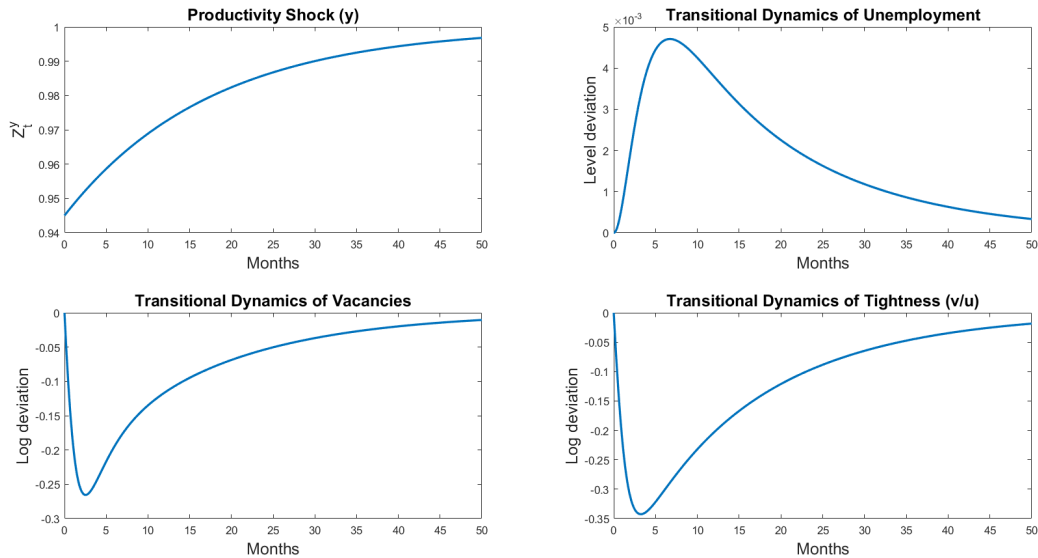 Productivity Shock (y)
1
0.99
0.98
0.97
0.96
0.95
0.94
Z_t^y
0 5 10 15 20 25 30 35 40 45 50
Months
Transitional Dynamics of Unemployment
×10^-3
5
4
3
2
1
0
Level deviation
0 5 10 15 20 25 30 35 40 45 50
Months
Transitional Dynamics of Vacancies
0
-0.05
-0.1
-0.15
-0.2
-0.25
-0.3
Log deviation
0 5 10 15 20 25 30 35 40 45 50
Months
Transitional Dynamics of Tightness (v/u)
0
-0.05
-0.1
-0.15
-0.2
-0.25
-0.3
-0.35
Log deviation
0 5 10 15 20 25 30 35 40 45 50
Months